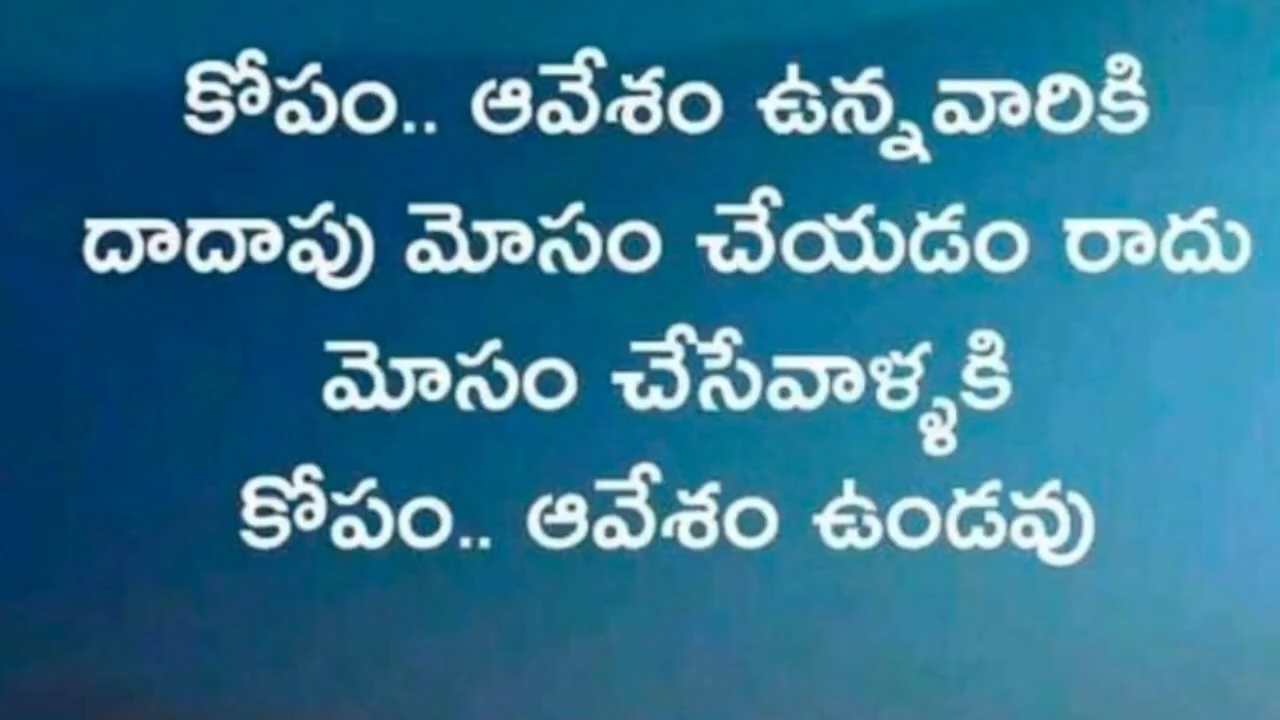 కోపం.. ఆవేశం ఉన్నవారికి
దాదాపు మోసం చేయడం రాదు
మోసం చేసేవాళ్ళకి
కోపం.. ఆవేశం ఉండవు